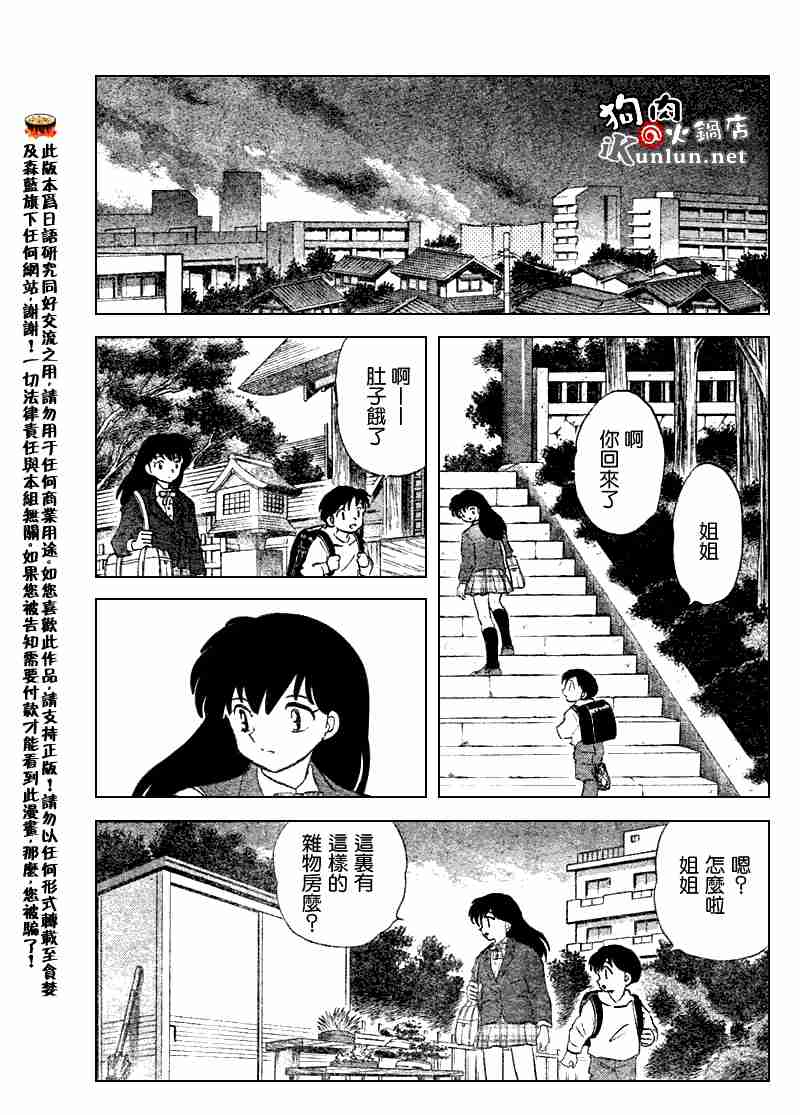 狗肉
@火鍋店
iKunlun.net
姐姐
啊
你回來了
啊——
肚子餓了
嗯?
怎麼啦
姐姐
這裏有
這樣的
雜物房麼?
此版本爲日語研究同好交流之用,請勿用于任何商業用途。如您喜歡此作品,請支持正版!請勿以任何形式轉載至貪婪
及森藍旗下任何網站,謝謝!一切法律責任與本組無關。如果您被告知需要付款才能看到此漫畫,那麼,您被騙了!